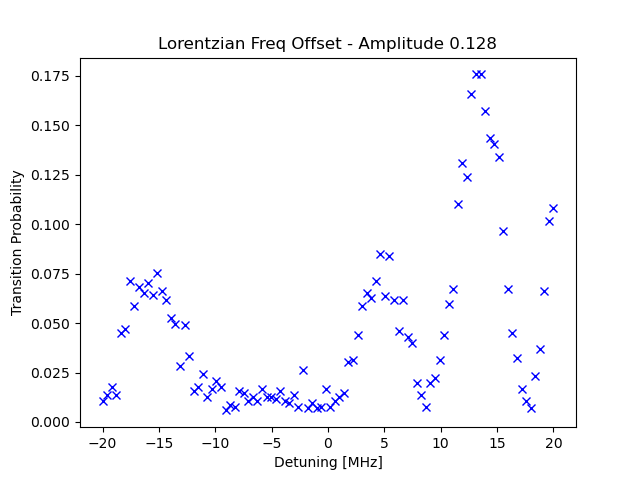 Lorentzian Freq Offset - Amplitude 0.128
Transition Probability
0.175
0.150
0.125
0.100
0.075
0.050
0.025
0.000
−20 −15 −10 −5 0 5 10 15 20
Detuning [MHz]